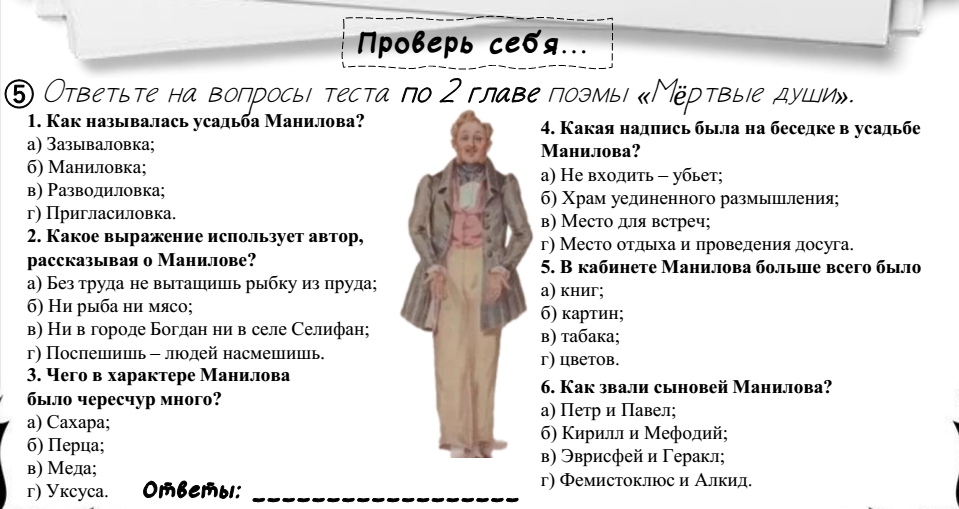 Проверь себя...
⑤ Ответьте на вопросы теста по 2 главе поэмы «Мёртвые души».
1. Как называлась усадьба Манилова?
а) Зазываловка;
б) Маниловка;
в) Разводиловка;
г) Пригласиловка.
2. Какое выражение использует автор,
рассказывая о Манилове?
а) Без труда не вытащишь рыбку из пруда;
б) Ни рыба ни мясо;
в) Ни в городе Богдан ни в селе Селифан;
г) Поспешишь – людей насмешишь.
3. Чего в характере Манилова
было чересчур много?
а) Сахара;
б) Перца;
в) Меда;
г) Уксуса.
Ответы: __________________
4. Какая надпись была на беседке в усадьбе
Манилова?
а) Не входить – убьет;
б) Храм уединенного размышления;
в) Место для встреч;
г) Место отдыха и проведения досуга.
5. В кабинете Манилова больше всего было
а) книг;
б) картин;
в) табака;
г) цветов.
6. Как звали сыновей Манилова?
а) Петр и Павел;
б) Кирилл и Мефодий;
в) Эврисфей и Геракл;
г) Фемистоклюс и Алкид.